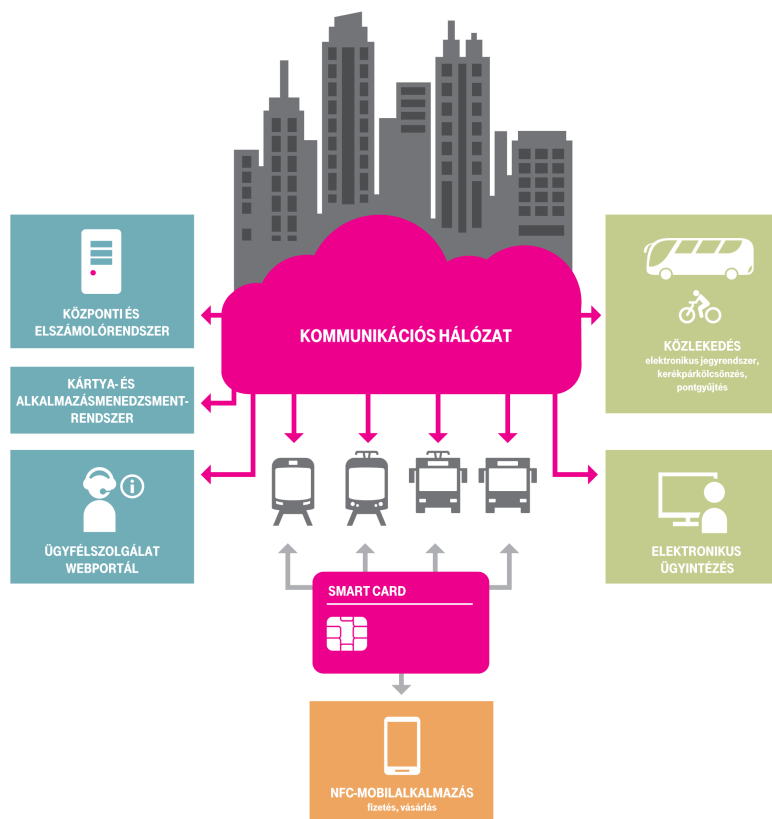 KOMMUNIKÁCIÓS HÁLÓZAT
KÖZPONTI ÉS
ELSZÁMOLÓRENDSZER
KÁRTYA- ÉS
ALKALMAZÁSMENEDZSMENT-
RENDSZER
ÜGYFÉLSZOLGÁLAT
WEBPORTÁL
KÖZLEKEDÉS
elektronikus jegyrendszer,
kerékpárkölcsönzés,
pontgyűjtés
ELEKTRONIKUS
ÜGYINTÉZÉS
SMART CARD
NFC-MOBILALKALMAZÁS
fizetés, vásárlás